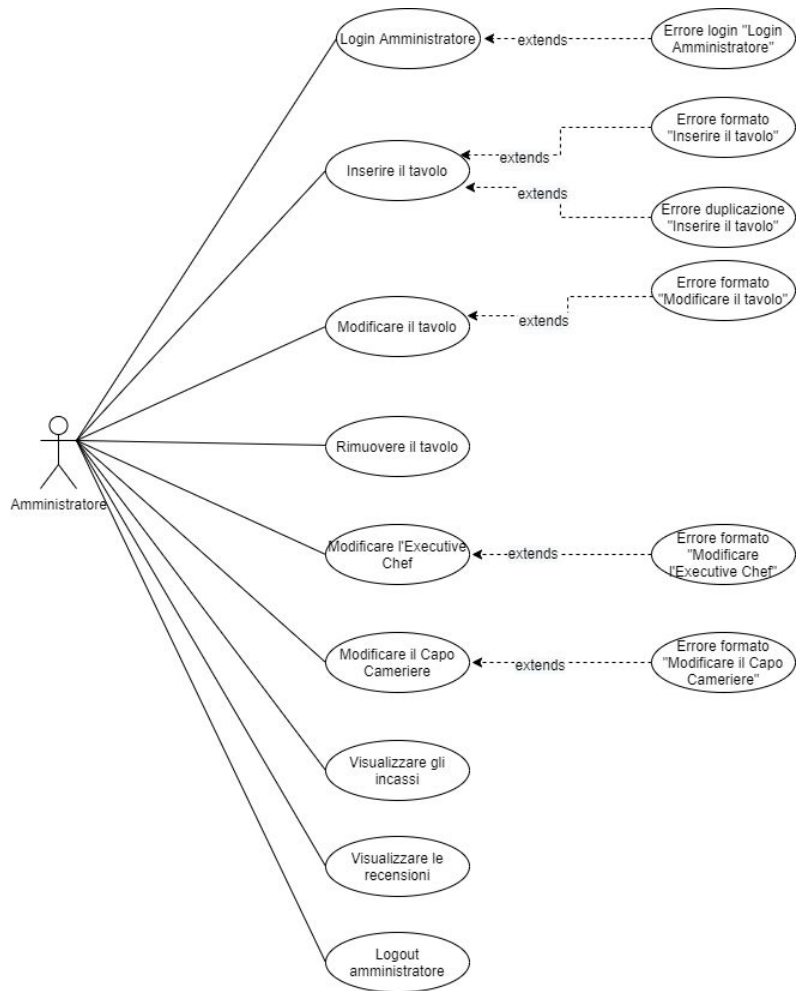 Login Amministratore
extends
Errore login "Login
Amministratore"
Errore formato
"Inserire il tavolo"
extends
Inserire il tavolo
extends
Errore duplicazione
"Inserire il tavolo"
Errore formato
"Modificare il tavolo"
extends
Modificare il tavolo
Rimuovere il tavolo
Amministratore
Modificare l'Executive
Chef
extends
Errore formato
"Modificare
l'Executive Chef"
Modificare il Capo
Cameriere
extends
Errore formato
"Modificare il Capo
Cameriere"
Visualizzare gli
incassi
Visualizzare le
recensioni
Logout
amministratore